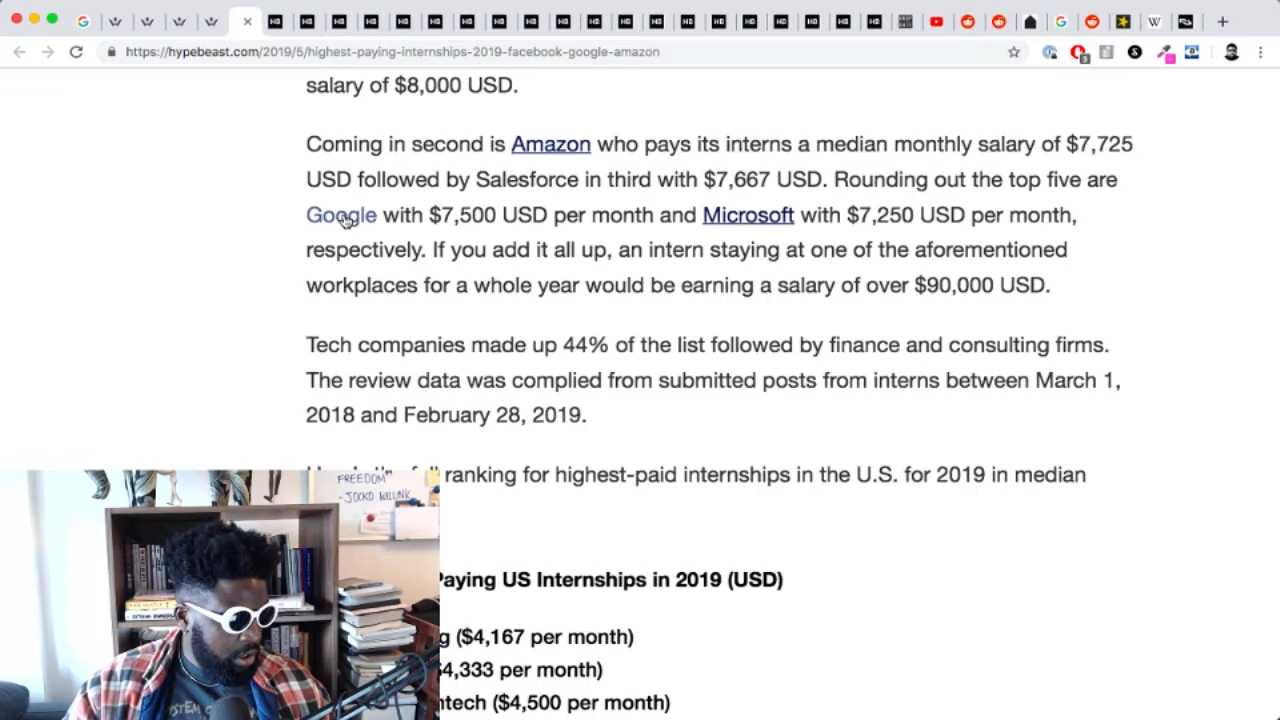 https://hypebeast.com/2019/5/highest-paying-internships-2019-facebook-google-amazon
salary of $8,000 USD.
Coming in second is Amazon who pays its interns a median monthly salary of $7,725
USD followed by Salesforce in third with $7,667 USD. Rounding out the top five are
Google with $7,500 USD per month and Microsoft with $7,250 USD per month,
respectively. If you add it all up, an intern staying at one of the aforementioned
workplaces for a whole year would be earning a salary of over $90,000 USD.
Tech companies made up 44% of the list followed by finance and consulting firms.
The review data was complied from submitted posts from interns between March 1,
2018 and February 28, 2019.
ranking for highest-paid internships in the U.S. for 2019 in median
FREEDOM"
-JOCKO WILLINK
Paying US Internships in 2019 (USD)
g ($4,167 per month)
$4,333 per month)
ntech ($4,500 per month)